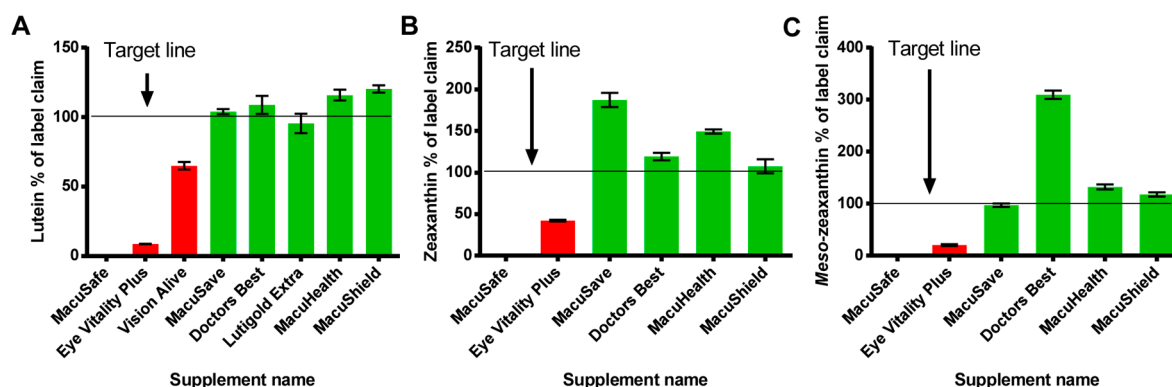 A
Target line
Lutein % of label claim
150
100
50
0
MacuSafe
Eye Vitality Plus
Vision Alive
MacuSave
Doctors Best
Lutigold Extra
MacuHealth
MacuShield
Supplement name
B
Target line
Zeaxanthin % of label claim
250
200
150
100
50
0
MacuSafe
Eye Vitality Plus
MacuSave
Doctors Best
MacuHealth
MacuShield
Supplement name
C
Target line
Meso-zeaxanthin % of label claim
400
300
200
100
0
MacuSafe
Eye Vitality Plus
MacuSave
Doctors Best
MacuHealth
MacuShield
Supplement name